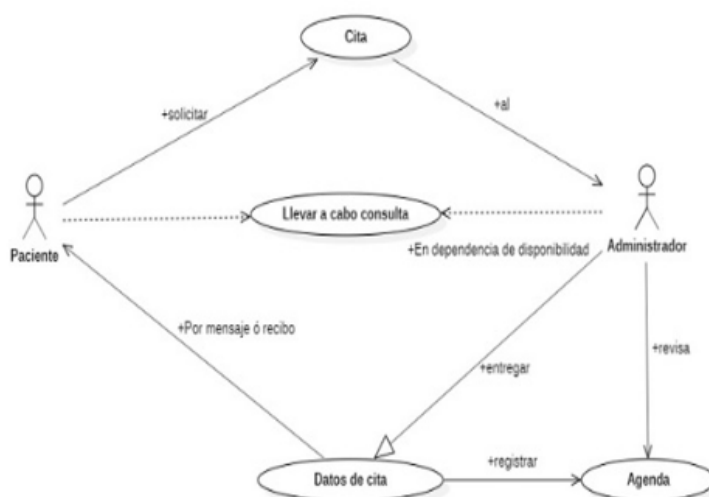 Cita
+solicitar
+al
Llevar a cabo consulta
Paciente
+En dependencia de disponibilidad
Administrador
+Por mensaje ó recibo
+revisa
+entregar
Datos de cita
+registrar
Agenda